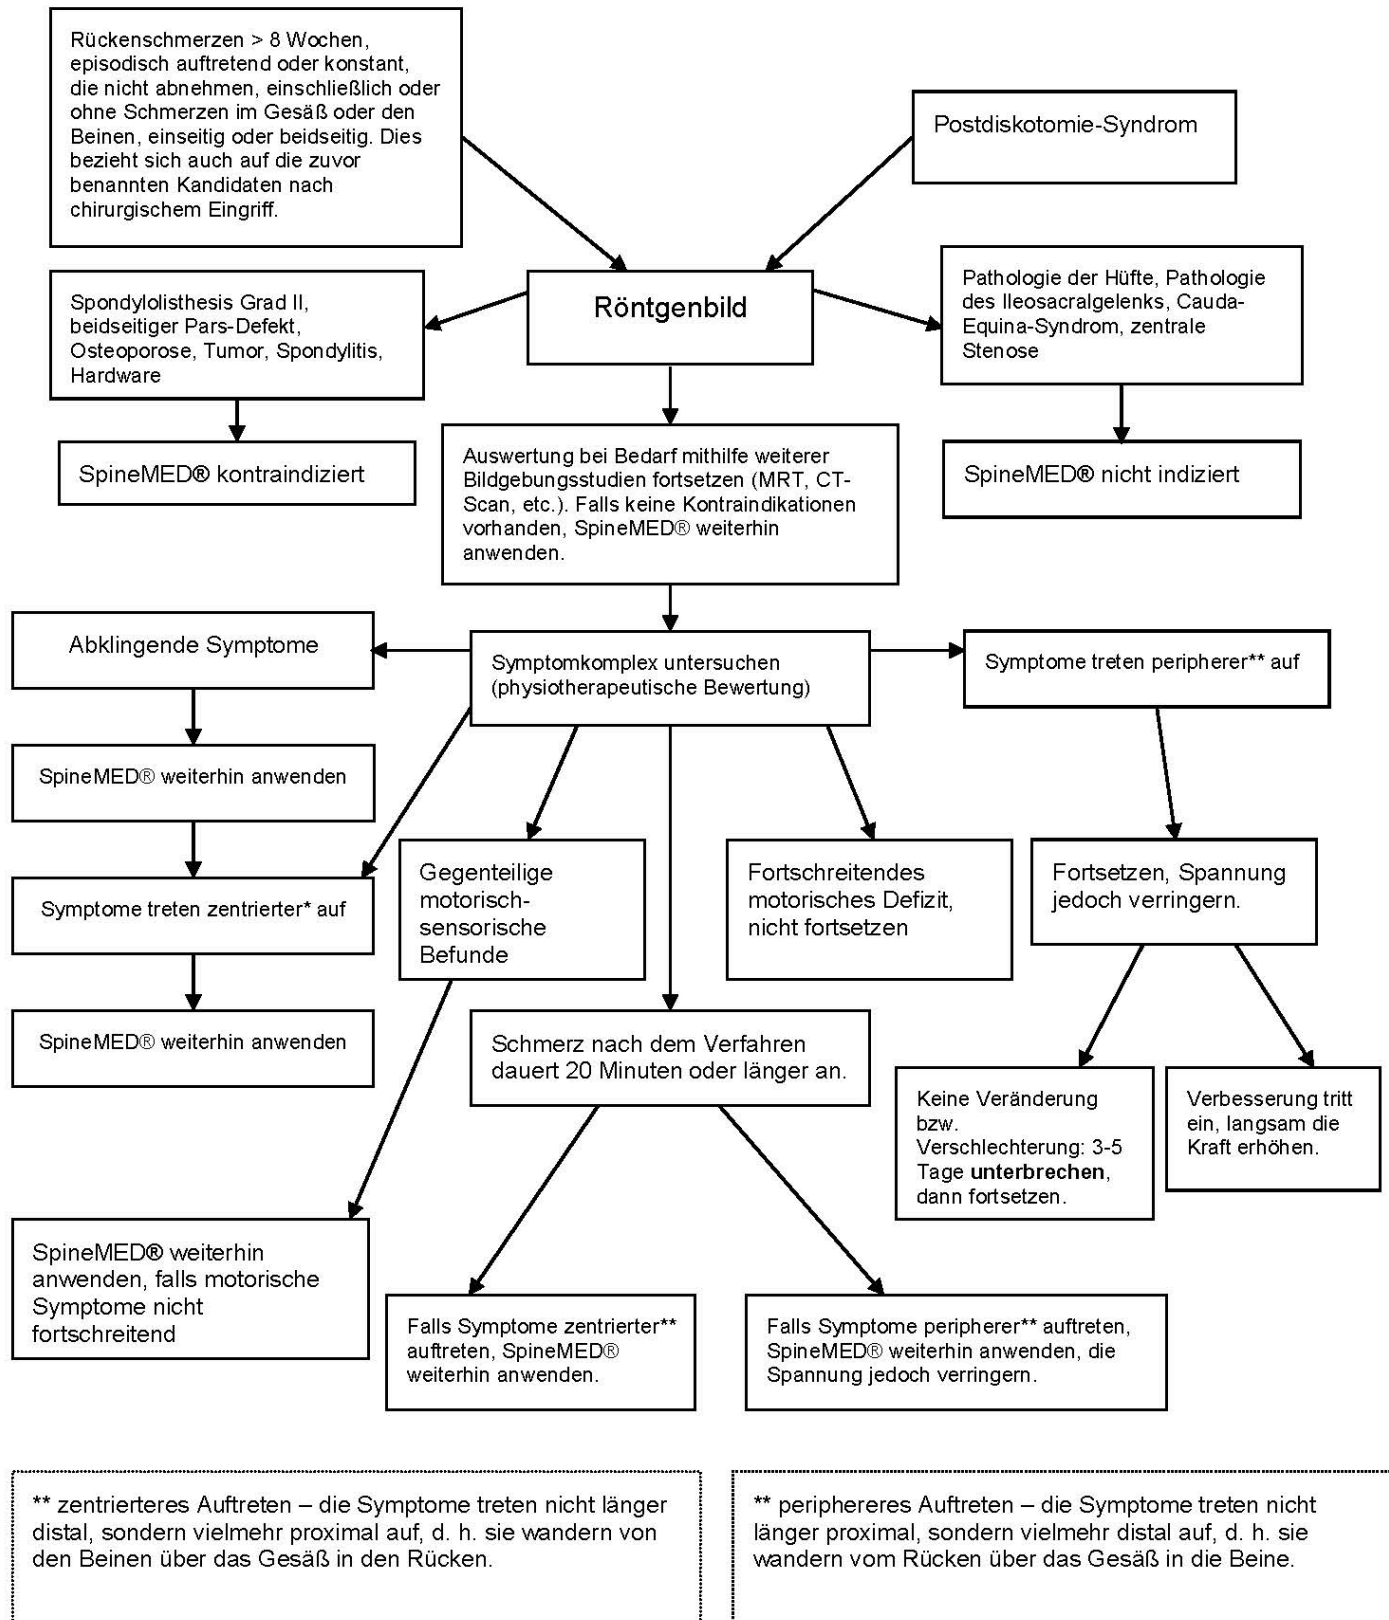 Rückenschmerzen > 8 Wochen,
episodisch auftretend oder konstant,
die nicht abnehmen, einschließlich oder
ohne Schmerzen im Gesäß oder den
Beinen, einseitig oder beidseitig. Dies
bezieht sich auch auf die zuvor
benannten Kandidaten nach
chirurgischem Eingriff.
Postdiskotomie-Syndrom
Spondylolisthesis Grad II,
beidseitiger Pars-Defekt,
Osteoporose, Tumor, Spondylitis,
Hardware
Röntgenbild
Pathologie der Hüfte, Pathologie
des Ileosacralgelenks, Cauda-
Equina-Syndrom, zentrale
Stenose
SpineMED® kontraindiziert
Auswertung bei Bedarf mithilfe weiterer
Bildgebungsstudien fortsetzen (MRT, CT-
Scan, etc.). Falls keine Kontraindikationen
vorhanden, SpineMED® weiterhin
anwenden.
SpineMED® nicht indiziert
Abklingende Symptome
Symptomkomplex untersuchen
(physiotherapeutische Bewertung)
Symptome treten peripherer** auf
SpineMED® weiterhin anwenden
Symptome treten zentrierter* auf
SpineMED® weiterhin anwenden
Gegenteilige
motorisch-
sensorische
Befunde
Fortschreitendes
motorisches Defizit,
nicht fortsetzen
Fortsetzen, Spannung
jedoch verringern.
Schmerz nach dem Verfahren
dauert 20 Minuten oder länger an.
Keine Veränderung
bzw.
Verschlechterung: 3-5
Tage unterbrechen,
dann fortsetzen.
Verbesserung tritt
ein, langsam die
Kraft erhöhen.
SpineMED® weiterhin
anwenden, falls motorische
Symptome nicht
fortschreitend
Falls Symptome zentrierter**
auftreten, SpineMED®
weiterhin anwenden.
Falls Symptome peripherer** auftreten,
SpineMED® weiterhin anwenden, die
Spannung jedoch verringern.
** zentrierteres Auftreten – die Symptome treten nicht länger
distal, sondern vielmehr proximal auf, d. h. sie wandern von
den Beinen über das Gesäß in den Rücken.
** periphereres Auftreten – die Symptome treten nicht
länger proximal, sondern vielmehr distal auf, d. h. sie
wandern vom Rücken über das Gesäß in die Beine.